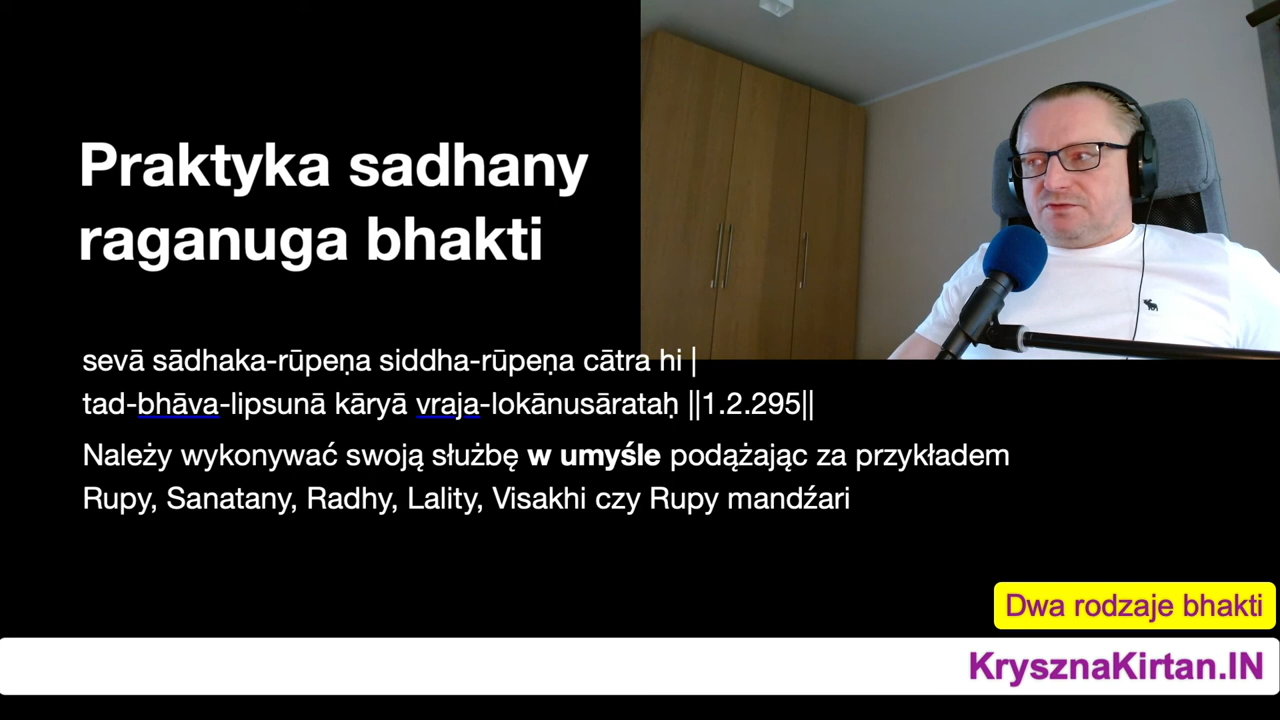 Praktyka sadhany
raganuga bhakti
sevā sādhaka-rūpeṇa siddha-rūpeṇa cātra hi |
tad-bhāva-lipsunā kāryā vraja-lokānusārataḥ ||1.2.295||
Należy wykonywać swoją służbę w umyśle podążając za przykładem
Rupy, Sanatany, Radhy, Lality, Visakhi czy Rupy mandźari
Dwa rodzaje bhakti
KrysznaKirtan.IN